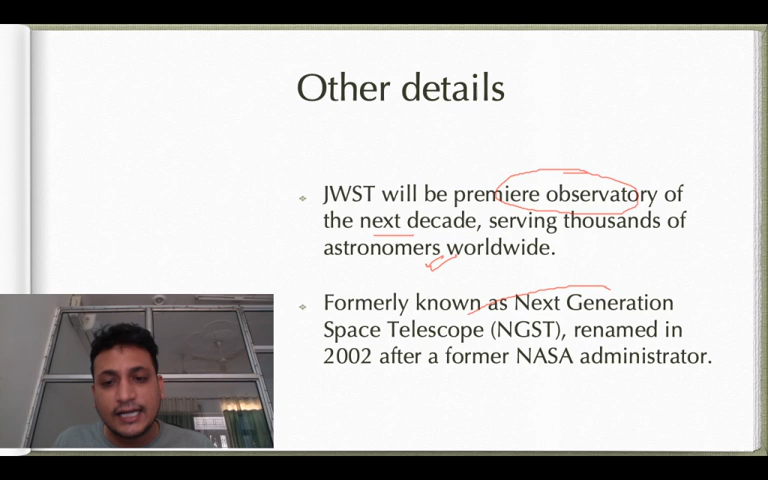 Other details
JWST will be premiere observatory of
the next decade, serving thousands of
astronomers worldwide.
Formerly known as Next Generation
Space Telescope (NGST), renamed in
2002 after a former NASA administrator.